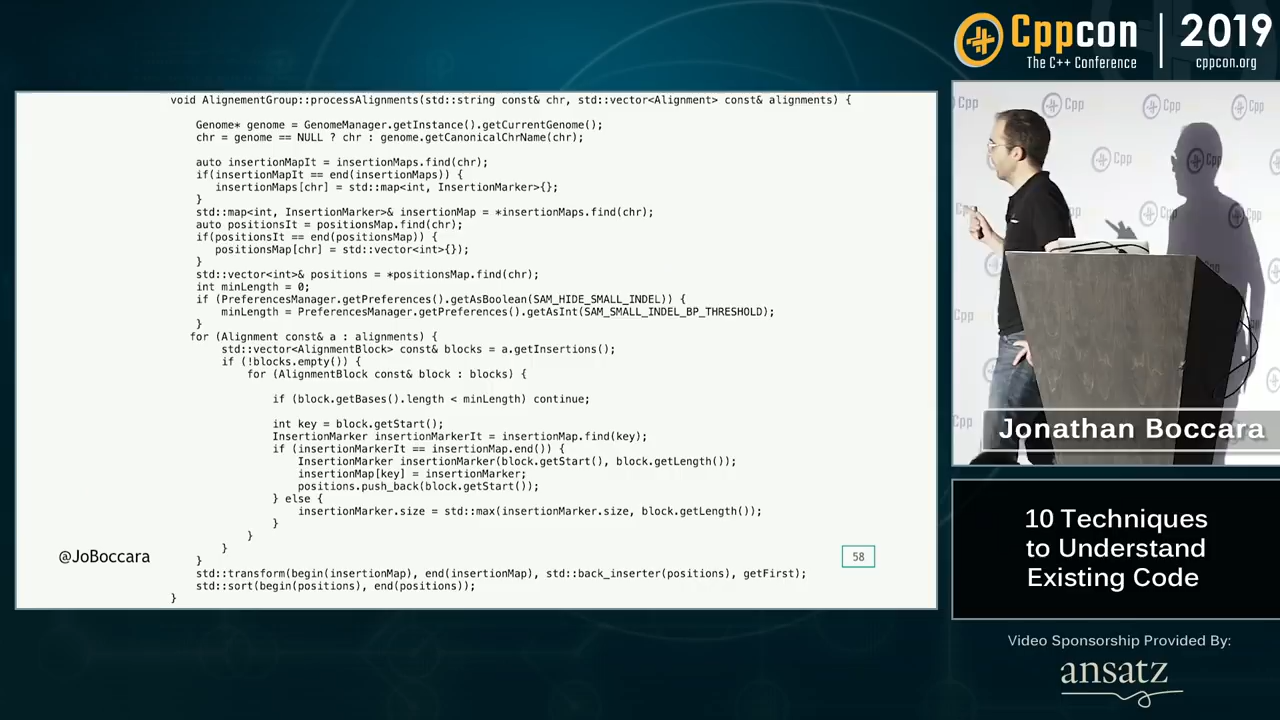 Cppcon | 2019
The C++ Conference cppcon.org
void AlignementGroup::processAlignments(std::string const& chr, std::vector<Alignment> const& alignments) {
Genome* genome = GenomeManager.getInstance().getCurrentGenome();
chr = genome == NULL ? chr : genome.getCanonicalChrName(chr);
auto insertionMapIt = insertionMaps.find(chr);
if(insertionMapIt == end(insertionMaps)) {
insertionMaps[chr] = std::map<int, InsertionMarker>{};
}
std::map<int, InsertionMarker>& insertionMap = *insertionMaps.find(chr);
auto positionsIt = positionsMap.find(chr);
if(positionsIt == end(positionsMap)) {
positionsMap[chr] = std::vector<int>{});
}
std::vector<int>& positions = *positionsMap.find(chr);
int minLength = 0;
if (PreferencesManager.getPreferences().getAsBoolean(SAM_HIDE_SMALL_INDEL)) {
minLength = PreferencesManager.getPreferences().getAsInt(SAM_SMALL_INDEL_BP_THRESHOLD);
}
for (Alignment const& a : alignments) {
std::vector<AlignmentBlock> const& blocks = a.getInsertions();
if (!blocks.empty()) {
for (AlignmentBlock const& block : blocks) {
if (block.getBases().length < minLength) continue;
int key = block.getStart();
InsertionMarker insertionMarkerIt = insertionMap.find(key);
if (insertionMarkerIt == insertionMap.end()) {
InsertionMarker insertionMarker(block.getStart(), block.getLength());
insertionMap[key] = insertionMarker;
positions.push_back(block.getStart());
} else {
insertionMarker.size = std::max(insertionMarker.size, block.getLength());
}
}
}
}
std::transform(begin(insertionMap), end(insertionMap), std::back_inserter(positions), getFirst);
std::sort(begin(positions), end(positions));
}
@JoBoccara
58
Cpp
Cpp
Cpp
Cpp
Cpp
Cpp
Jonathan Boccara
10 Techniques
to Understand
Existing Code
Video Sponsorship Provided By:
ansatz